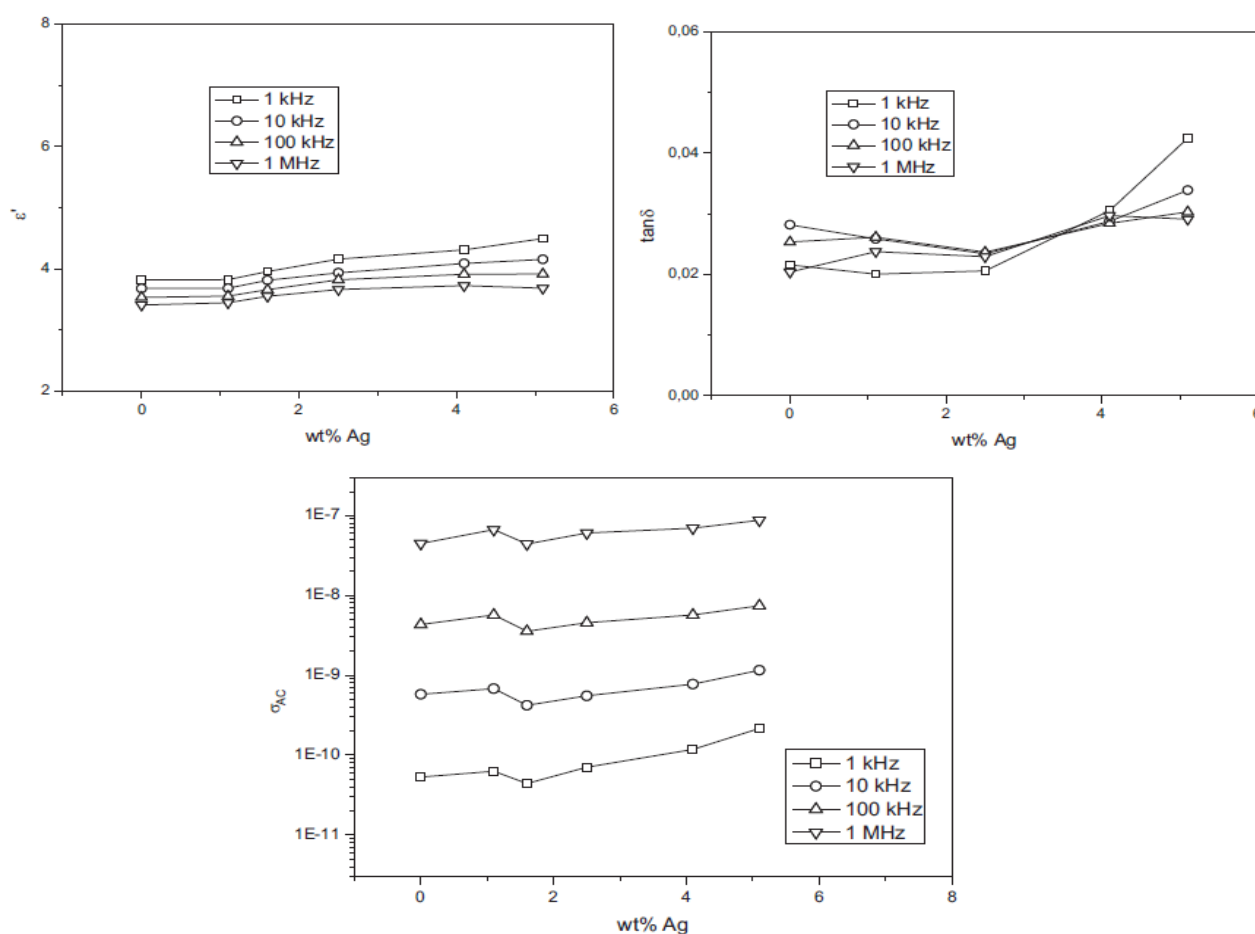 8
6
4
2
ε'
1 kHz
10 kHz
100 kHz
1 MHz
0 2 4 6
wt% Ag
0,06
0,04
0,02
0,00
tanδ
1 kHz
10 kHz
100 kHz
1 MHz
0 2 4 6
wt% Ag
1E-7
1E-8
1E-9
1E-10
1E-11
σAC
1 kHz
10 kHz
100 kHz
1 MHz
0 2 4 6 8
wt% Ag